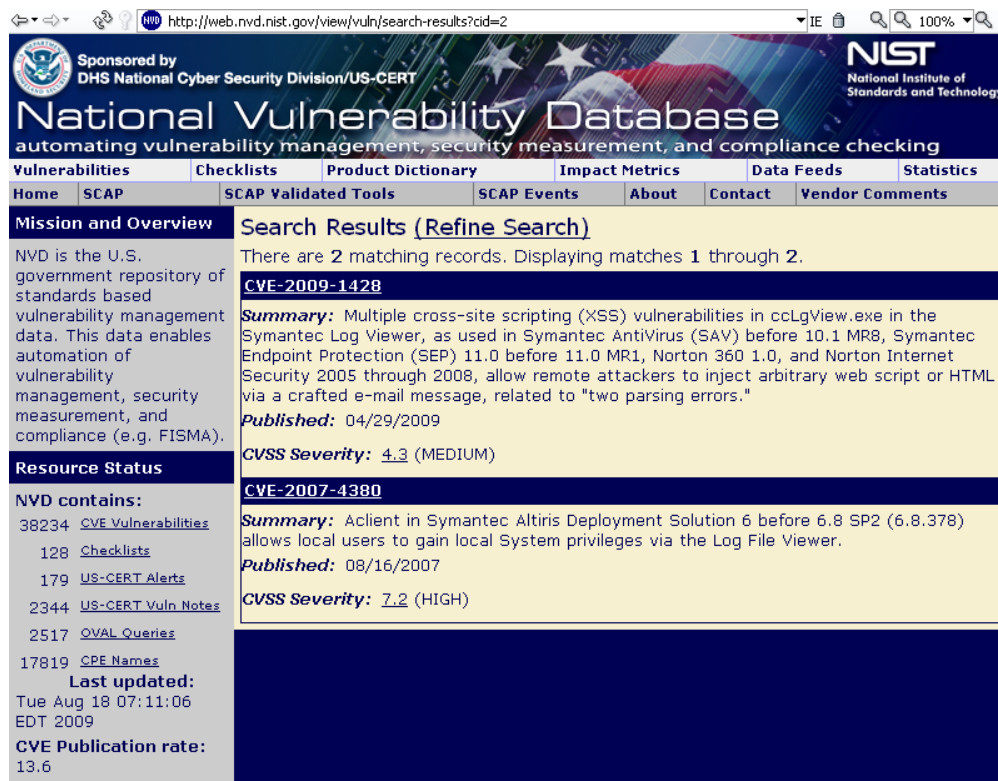 http://web.nvd.nist.gov/view/vuln/search-results?cid=2
IE
100%
Sponsored by
DHS National Cyber Security Division/US-CERT
NIST
National Institute of
Standards and Technology
National Vulnerability Database
automating vulnerability management, security measurement, and compliance checking
Vulnerabilities Checklists Product Dictionary Impact Metrics Data Feeds Statistics
Home SCAP SCAP Validated Tools SCAP Events About Contact Vendor Comments
Mission and Overview
NVD is the U.S.
government repository of
standards based
vulnerability management
data. This data enables
automation of
vulnerability
management, security
measurement, and
compliance (e.g. FISMA).
Resource Status
NVD contains:
38234 CVE Vulnerabilities
128 Checklists
179 US-CERT Alerts
2344 US-CERT Vuln Notes
2517 OVAL Queries
17819 CPE Names
Last updated:
Tue Aug 18 07:11:06
EDT 2009
CVE Publication rate:
13.6
Search Results (Refine Search)
There are 2 matching records. Displaying matches 1 through 2.
CVE-2009-1428
Summary: Multiple cross-site scripting (XSS) vulnerabilities in ccLgView.exe in the
Symantec Log Viewer, as used in Symantec AntiVirus (SAV) before 10.1 MR8, Symantec
Endpoint Protection (SEP) 11.0 before 11.0 MR1, Norton 360 1.0, and Norton Internet
Security 2005 through 2008, allow remote attackers to inject arbitrary web script or HTML
via a crafted e-mail message, related to "two parsing errors."
Published: 04/29/2009
CVSS Severity: 4.3 (MEDIUM)
CVE-2007-4380
Summary: Aclient in Symantec Altiris Deployment Solution 6 before 6.8 SP2 (6.8.378)
allows local users to gain local System privileges via the Log File Viewer.
Published: 08/16/2007
CVSS Severity: 7.2 (HIGH)